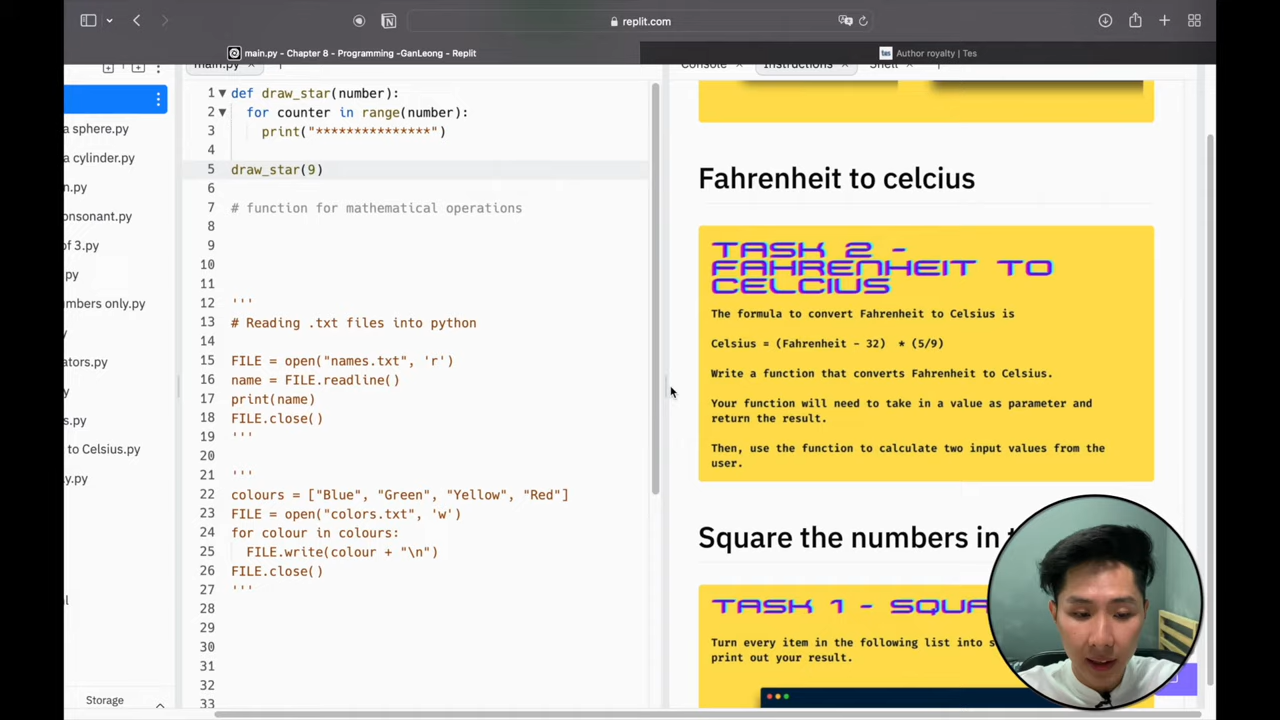 replit.com
main.py - Chapter 8 - Programming -GanLeong - Replit
tes Author royalty | Tes
main.py
Console
Instructions
Shell
a sphere.py
a cylinder.py
n.py
onsonant.py
of 3.py
py
umbers only.py
ators.py
s.py
to Celsius.py
y.py
Storage
1 def draw_star(number):
2 for counter in range(number):
3 print("***************")
4
5 draw_star(9)
6
7 # function for mathematical operations
8
9
10
11
12 '''
13 # Reading .txt files into python
14
15 FILE = open("names.txt", 'r')
16 name = FILE.readline()
17 print(name)
18 FILE.close()
19 '''
20
21 '''
22 colours = ["Blue", "Green", "Yellow", "Red"]
23 FILE = open("colors.txt", 'w')
24 for colour in colours:
25 FILE.write(colour + "\n")
26 FILE.close()
27 '''
28
29
30
31
32
33
Fahrenheit to celcius
TASK 2 -
FAHRENHEIT TO
CELCIUS
The formula to convert Fahrenheit to Celsius is
Celsius = (Fahrenheit - 32) * (5/9)
Write a function that converts Fahrenheit to Celsius.
Your function will need to take in a value as parameter and
return the result.
Then, use the function to calculate two input values from the
user.
Square the numbers in
TASK 1 - SQUA
Turn every item in the following list into s
print out your result.